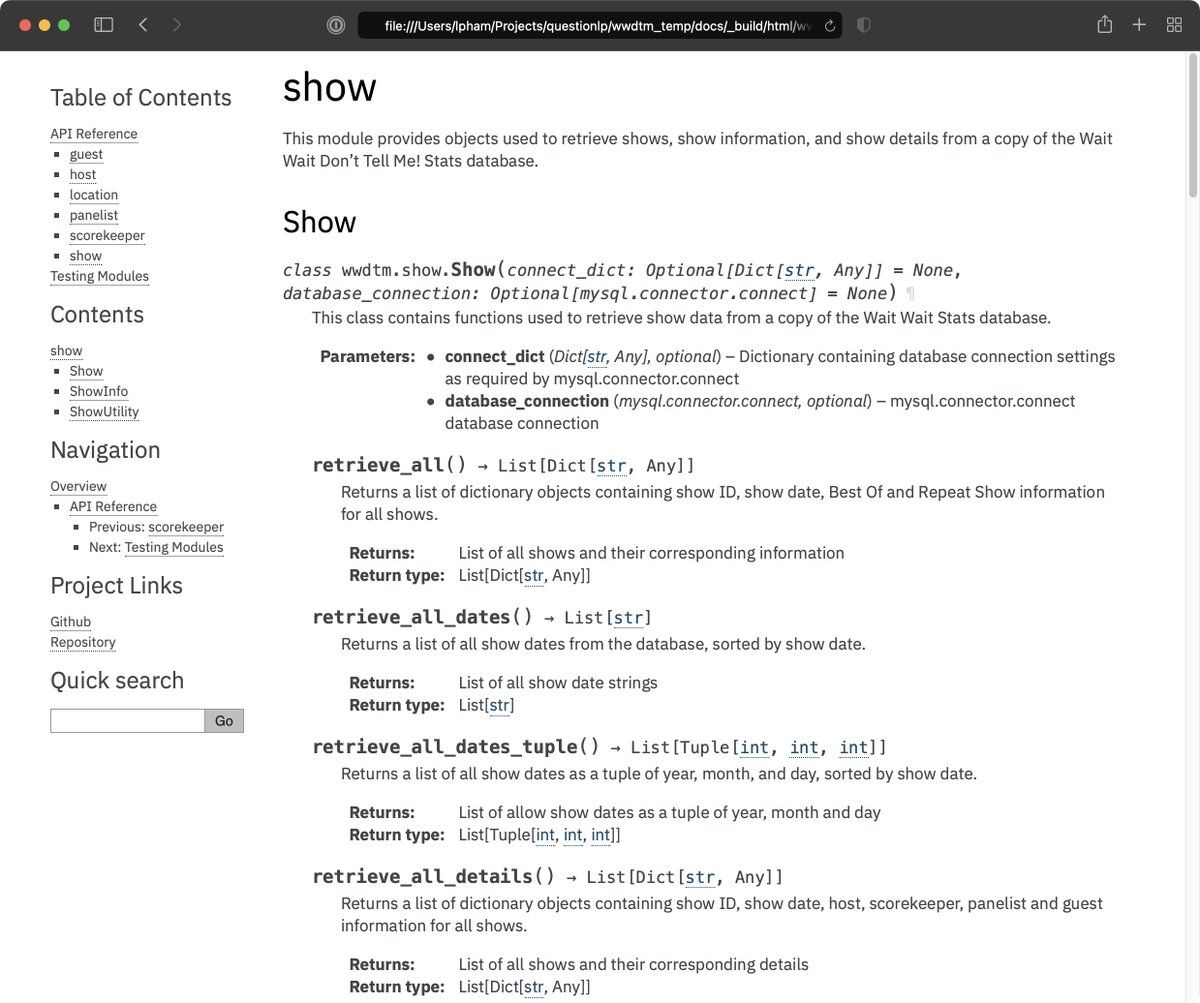 file:///Users/lpham/Projects/questionlp/wwdtm_temp/docs/_build/html/
Table of Contents
API Reference
guest
host
location
panelist
scorekeeper
show
Testing Modules
Contents
show
Show
ShowInfo
ShowUtility
Navigation
Overview
API Reference
Previous: scorekeeper
Next: Testing Modules
Project Links
Github
Repository
Quick search
Go
show
This module provides objects used to retrieve shows, show information, and show details from a copy of the Wait
Wait Don’t Tell Me! Stats database.
Show
class wwdtm.show.Show(connect_dict: Optional[Dict[str, Any]] = None,
database_connection: Optional[mysql.connector.connect] = None) ¶
This class contains functions used to retrieve show data from a copy of the Wait Wait Stats database.
Parameters: • connect_dict (Dict[str, Any], optional) – Dictionary containing database connection settings
as required by mysql.connector.connect
• database_connection (mysql.connector.connect, optional) – mysql.connector.connect
database connection
retrieve_all() → List[Dict[str, Any]]
Returns a list of dictionary objects containing show ID, show date, Best Of and Repeat Show information
for all shows.
Returns: List of all shows and their corresponding information
Return type: List[Dict[str, Any]]
retrieve_all_dates() → List[str]
Returns a list of all show dates from the database, sorted by show date.
Returns: List of all show date strings
Return type: List[str]
retrieve_all_dates_tuple() → List[Tuple[int, int, int]]
Returns a list of all show dates as a tuple of year, month, and day, sorted by show date.
Returns: List of allow show dates as a tuple of year, month and day
Return type: List[Tuple[int, int, int]]
retrieve_all_details() → List[Dict[str, Any]]
Returns a list of dictionary objects containing show ID, show date, host, scorekeeper, panelist and guest
information for all shows.
Returns: List of all shows and their corresponding details
Return type: List[Dict[str, Any]]